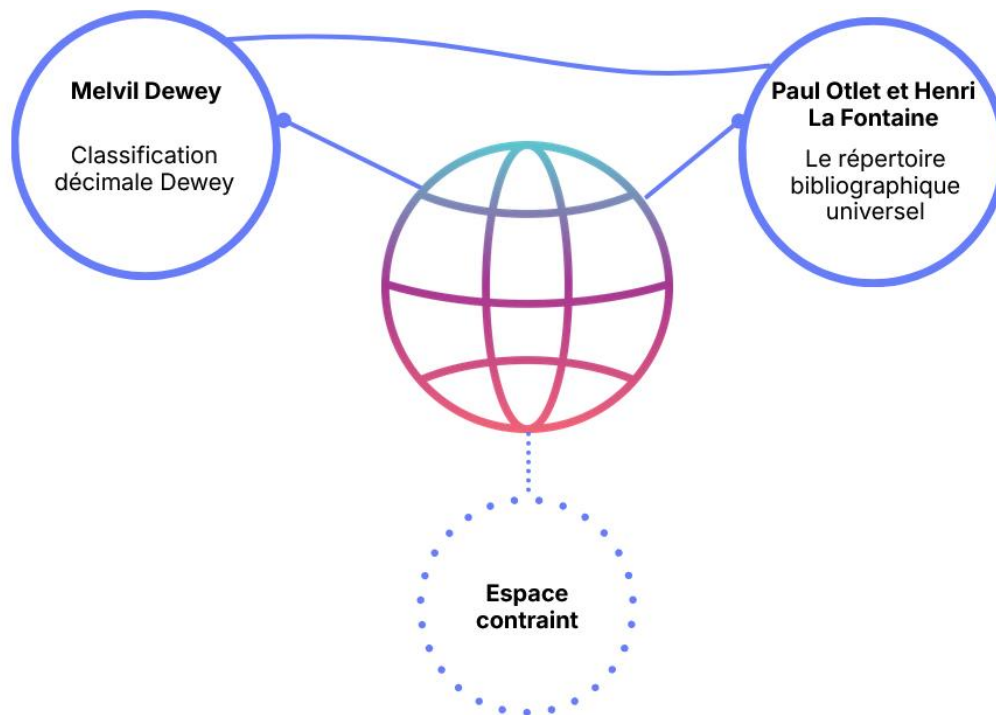 Melvil Dewey
Classification
décimale Dewey
Paul Otlet et Henri
La Fontaine
Le répertoire
bibliographique
universel
Espace
contraint